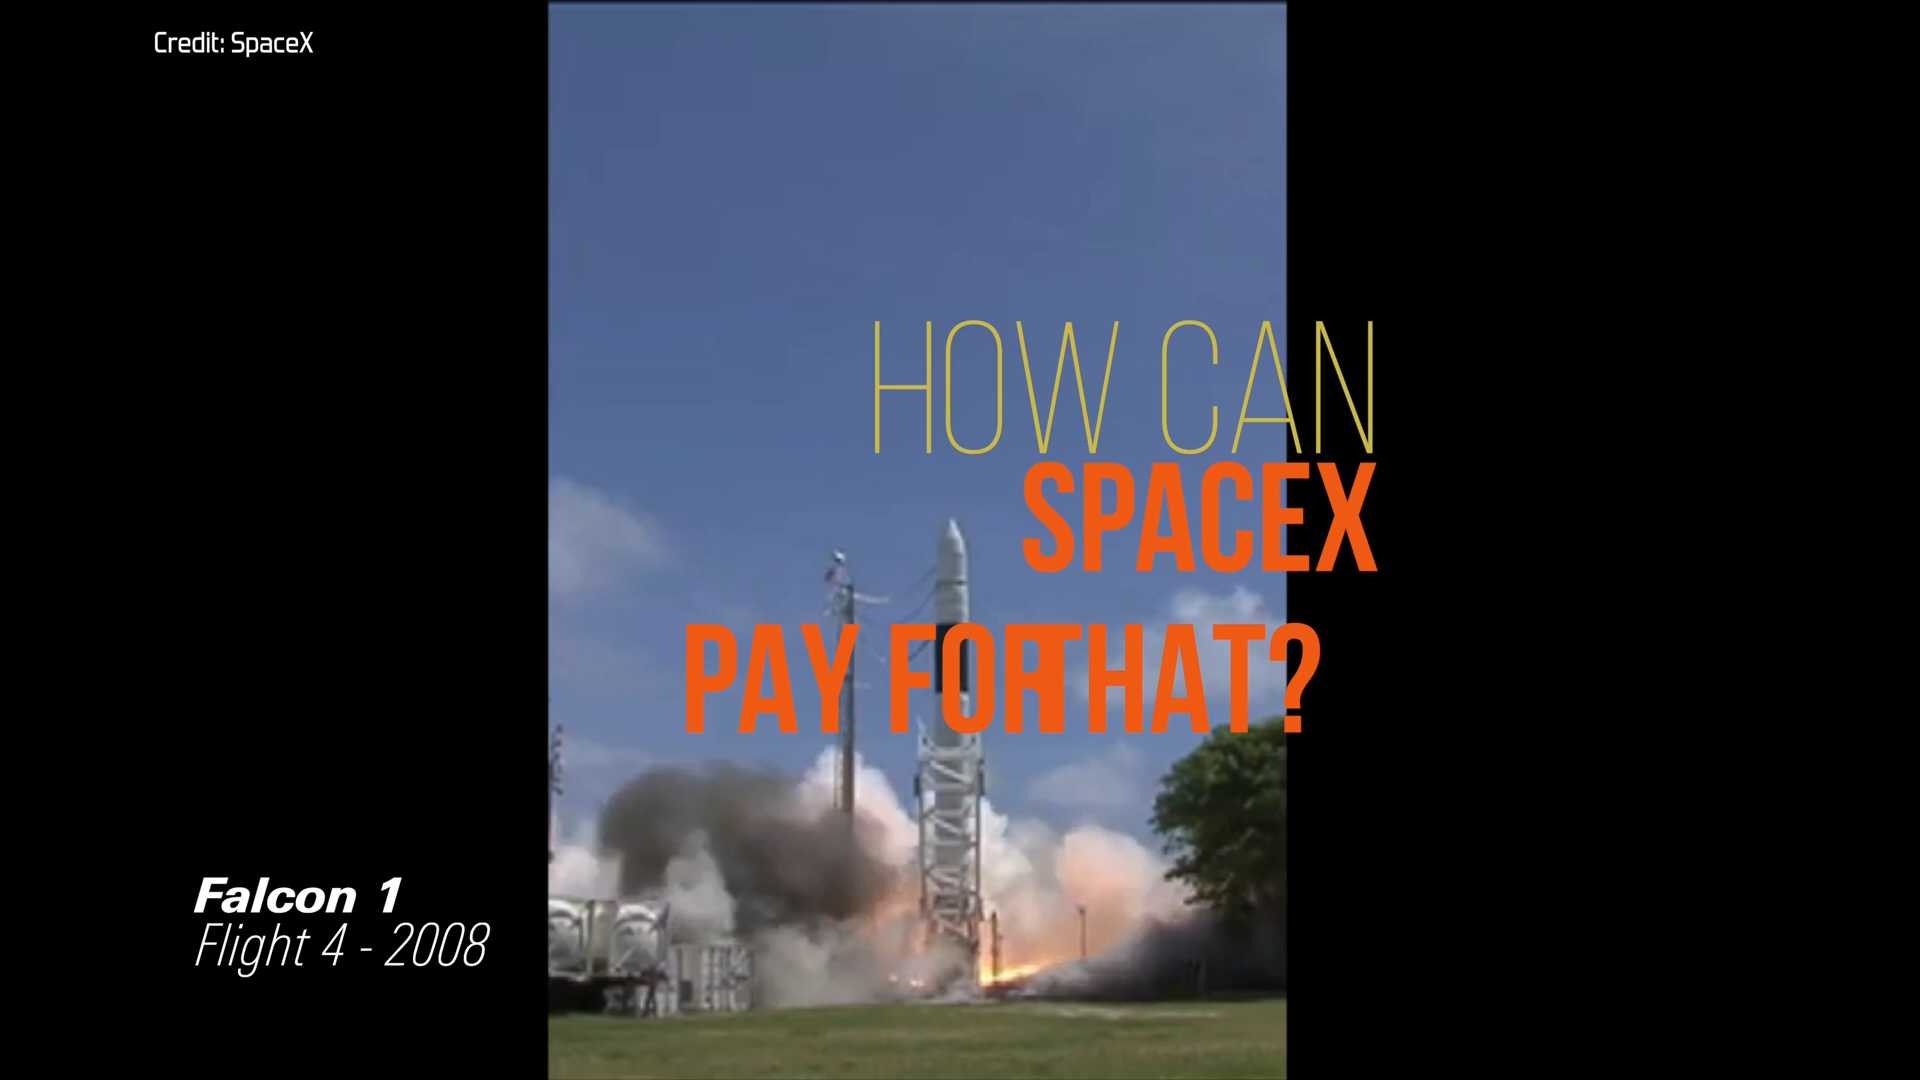 Credit: SpaceX
HOW CAN
SPACEX
PAY FOR THAT?
Falcon 1
Flight 4 - 2008